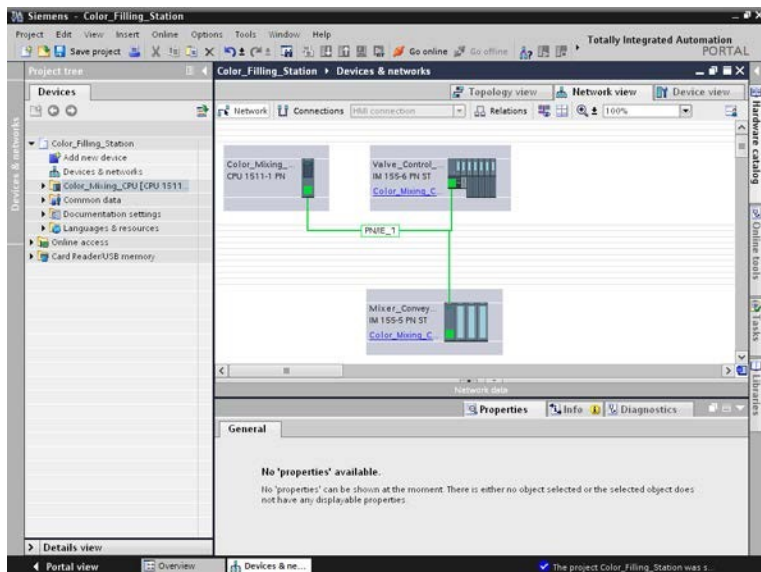 Siemens - Color_Filling_Station
Project Edit View Insert Online Options Tools Window Help
Totally Integrated Automation
PORTAL
Save project
Go online
Go offline
Project tree
Color_Filling_Station › Devices & networks
Devices
Topology view
Network view
Device view
Network
Connections
HMI connection
Relations
100%
Color_Filling_Station
Add new device
Devices & networks
Color_Mixing_CPU [CPU 1511
Common data
Documentation settings
Languages & resources
Online access
Card Reader/USB memory
Color_Mixing_...
CPU 1511-1 PN
Valve_Control_...
IM 155-6 PN ST
Color_Mixing_C...
PN/IE_1
Mixer_Convey...
IM 155-5 PN ST
Color_Mixing_C...
Network data
Properties
Info
Diagnostics
General
No 'properties' available.
No 'properties' can be shown at the moment. There is either no object selected or the selected object does
not have any displayable properties.
Devices & networks
Hardware catalog
Online tools
Tasks
Libraries
Details view
Portal view
Overview
Devices & ne...
The project Color_Filling_Station was s...